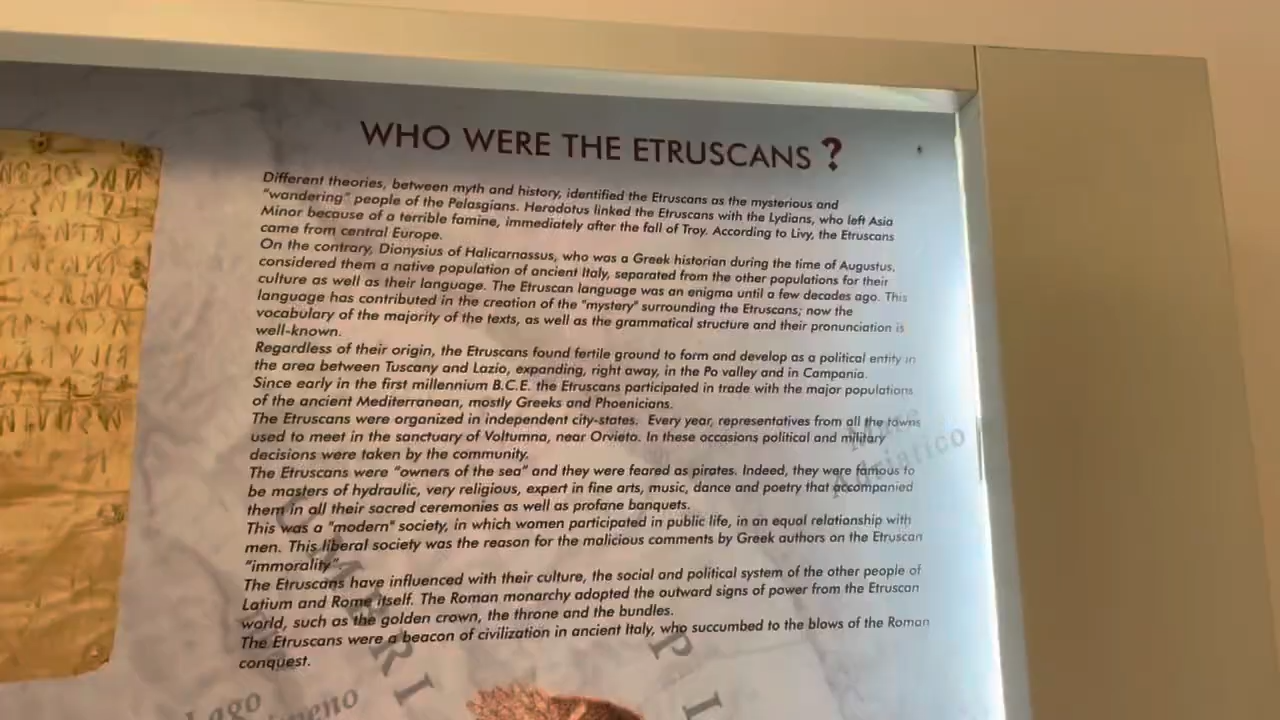 WHO WERE THE ETRUSCANS ?
Different theories, between myth and history, identified the Etruscans as the mysterious and
"wandering" people of the Pelasgians. Herodotus linked the Etruscans with the Lydians, who left Asia
Minor because of a terrible famine, immediately after the fall of Troy. According to Livy, the Etruscans
came from central Europe.
On the contrary, Dionysius of Halicarnassus, who was a Greek historian during the time of Augustus,
considered them a native population of ancient Italy, separated from the other populations for their
culture as well as their language. The Etruscan language was an enigma until a few decades ago. This
language has contributed in the creation of the "mystery" surrounding the Etruscans; now the
vocabulary of the majority of the texts, as well as the grammatical structure and their pronunciation is
well-known.
Regardless of their origin, the Etruscans found fertile ground to form and develop as a political entity in
the area between Tuscany and Lazio, expanding, right away, in the Po valley and in Campania.
Since early in the first millennium B.C.E. the Etruscans participated in trade with the major populations
of the ancient Mediterranean, mostly Greeks and Phoenicians.
The Etruscans were organized in independent city-states. Every year, representatives from all the towns
used to meet in the sanctuary of Voltumna, near Orvieto. In these occasions political and military
decisions were taken by the community.
The Etruscans were "owners of the sea" and they were feared as pirates. Indeed, they were famous to
be masters of hydraulic, very religious, expert in fine arts, music, dance and poetry that accompanied
them in all their sacred ceremonies as well as profane banquets.
This was a "modern" society, in which women participated in public life, in an equal relationship with
men. This liberal society was the reason for the malicious comments by Greek authors on the Etruscan
"immorality".
The Etruscans have influenced with their culture, the social and political system of the other people of
Latium and Rome itself. The Roman monarchy adopted the outward signs of power from the Etruscan
world, such as the golden crown, the throne and the bundles.
The Etruscans were a beacon of civilization in ancient Italy, who succumbed to the blows of the Roman
conquest.
Mare
Adriatico
Lago